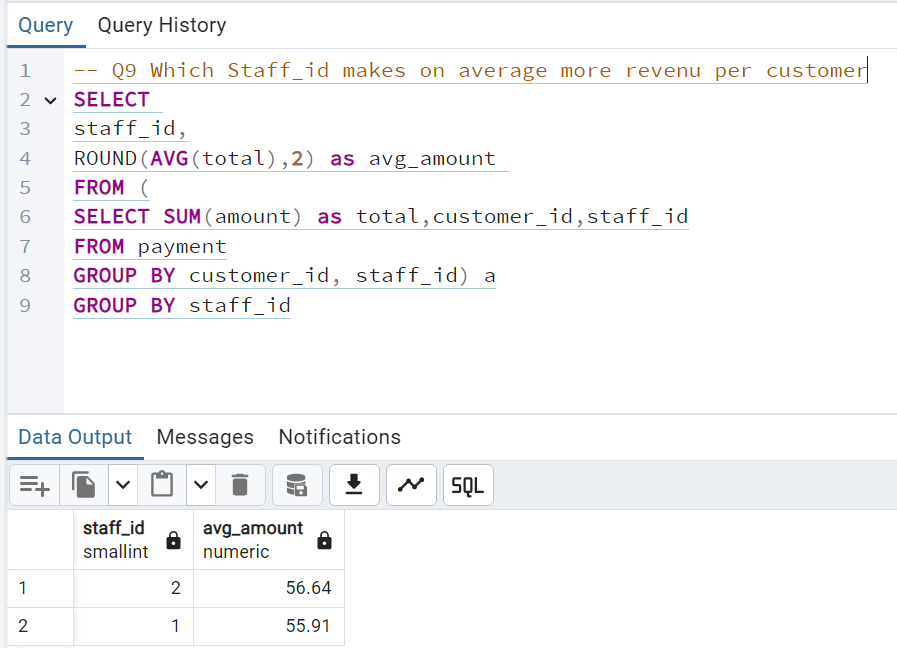 Query Query History
1 -- Q9 Which Staff_id makes on average more revenu per customer
2 SELECT
3 staff_id,
4 ROUND(AVG(total),2) as avg_amount
5 FROM (
6 SELECT SUM(amount) as total,customer_id,staff_id
7 FROM payment
8 GROUP BY customer_id, staff_id) a
9 GROUP BY staff_id
Data Output Messages Notifications
SQL
staff_id avg_amount
smallint numeric
1 2 56.64
2 1 55.91